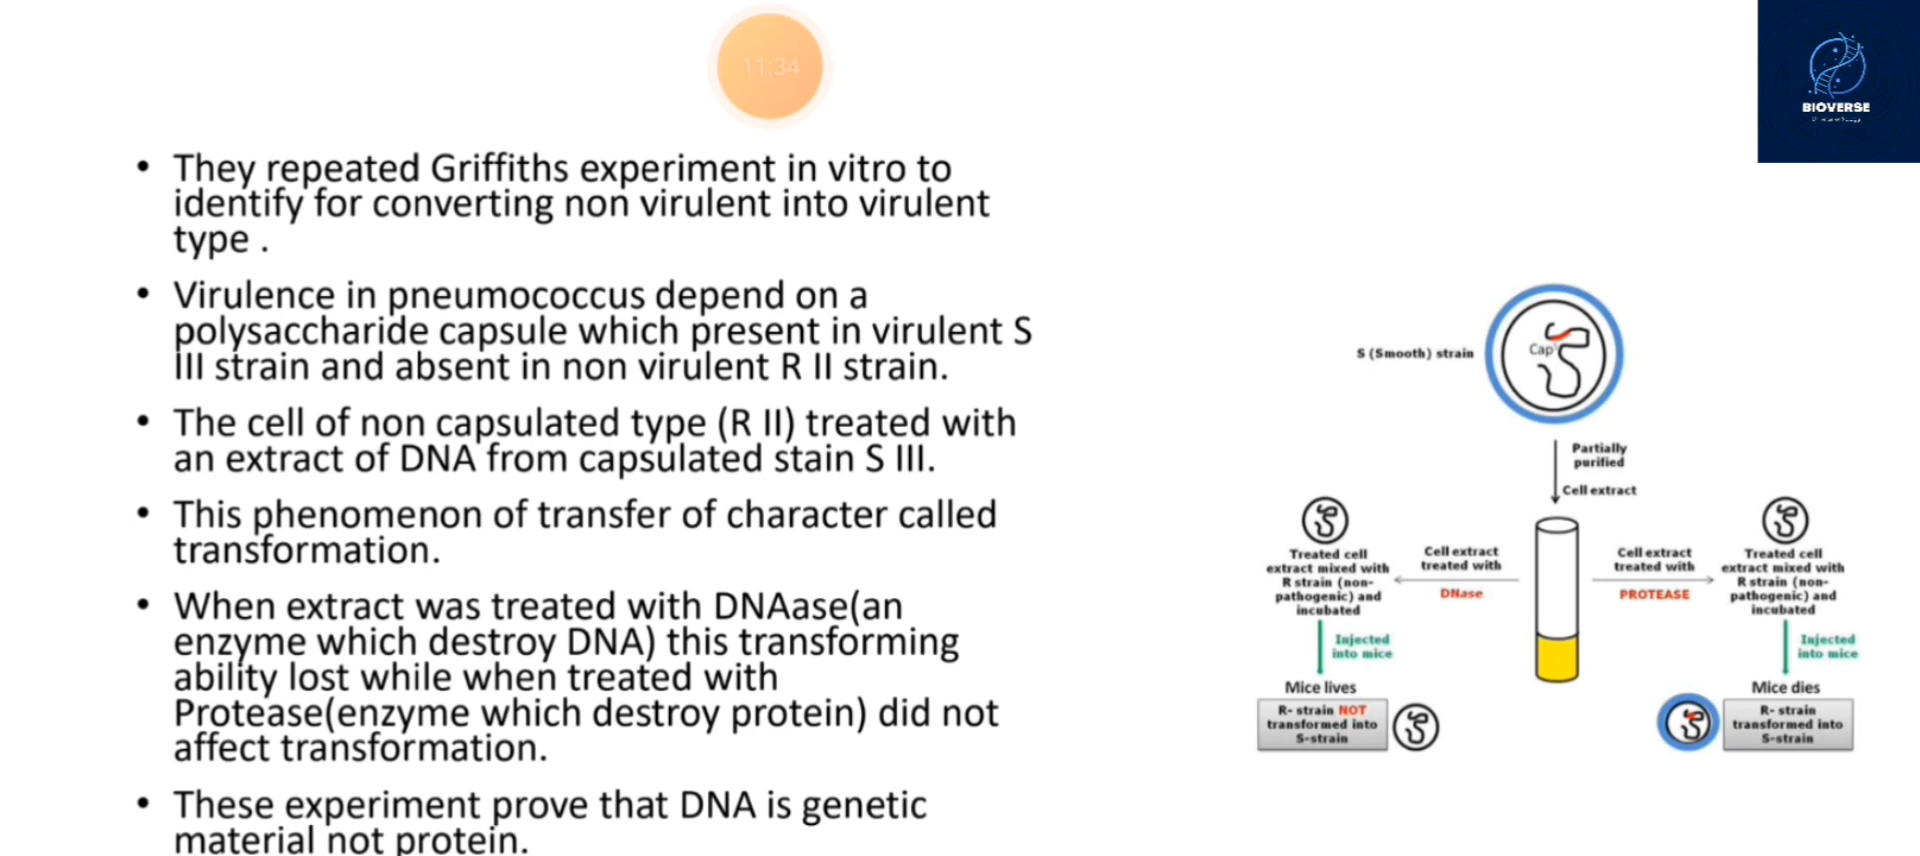 11:34
BIOVERSE
• They repeated Griffiths experiment in vitro to
identify for converting non virulent into virulent
type .
• Virulence in pneumococcus depend on a
polysaccharide capsule which present in virulent S
III strain and absent in non virulent R II strain.
• The cell of non capsulated type (R II) treated with
an extract of DNA from capsulated stain S III.
• This phenomenon of transfer of character called
transformation.
• When extract was treated with DNAase(an
enzyme which destroy DNA) this transforming
ability lost while when treated with
Protease(enzyme which destroy protein) did not
affect transformation.
• These experiment prove that DNA is genetic
material not protein.
S (Smooth) strain
Cap
Partially
purified
Cell extract
Treated cell
extract mixed with
R strain (non-
pathogenic) and
incubated
Cell extract
treated with
DNase
Cell extract
treated with
PROTEASE
Treated cell
extract mixed with
R strain (non-
pathogenic) and
incubated
Injected
into mice
Injected
into mice
Mice lives
Mice dies
R- strain NOT
transformed into
S-strain
R- strain
transformed into
S-strain